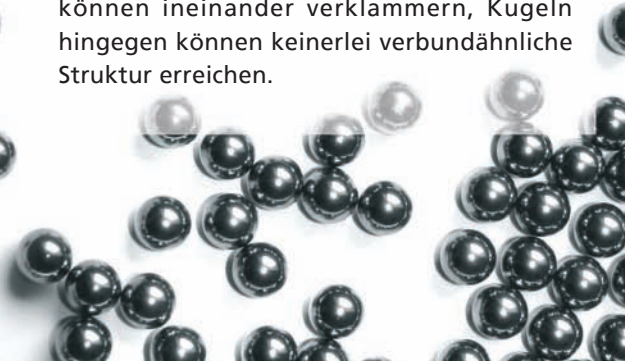 können ineinander verklammern, Kugeln
hingegen können keinerlei verbundähnliche
Struktur erreichen.